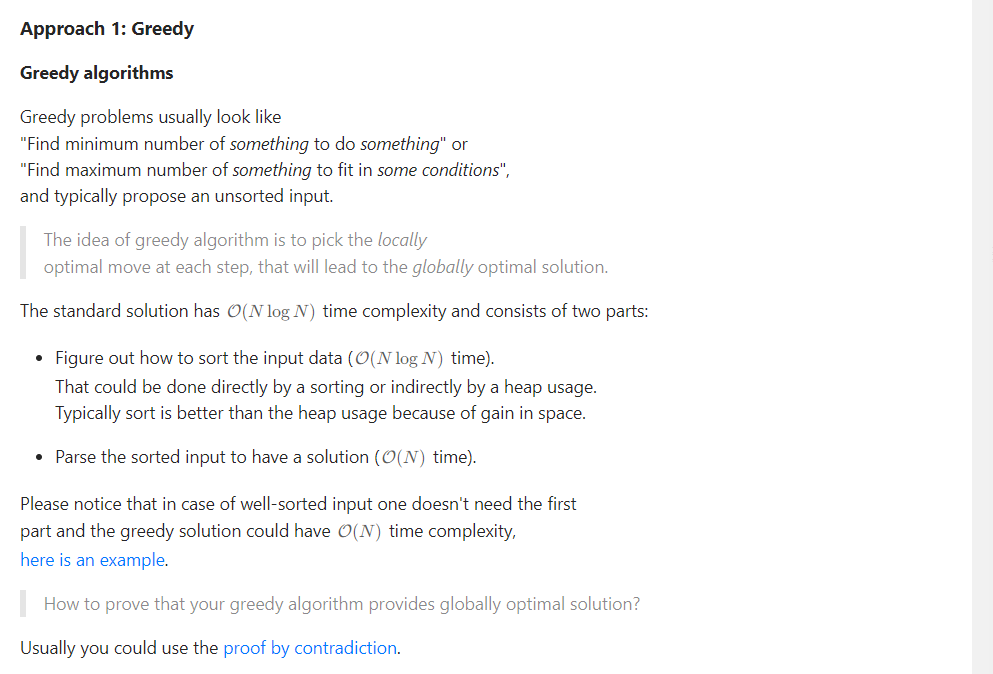 Approach 1: Greedy
Greedy algorithms
Greedy problems usually look like
"Find minimum number of something to do something" or
"Find maximum number of something to fit in some conditions",
and typically propose an unsorted input.
The idea of greedy algorithm is to pick the locally
optimal move at each step, that will lead to the globally optimal solution.
The standard solution has O(N log N) time complexity and consists of two parts:
• Figure out how to sort the input data (O(N log N) time).
That could be done directly by a sorting or indirectly by a heap usage.
Typically sort is better than the heap usage because of gain in space.
• Parse the sorted input to have a solution (O(N) time).
Please notice that in case of well-sorted input one doesn't need the first
part and the greedy solution could have O(N) time complexity,
here is an example.
How to prove that your greedy algorithm provides globally optimal solution?
Usually you could use the proof by contradiction.